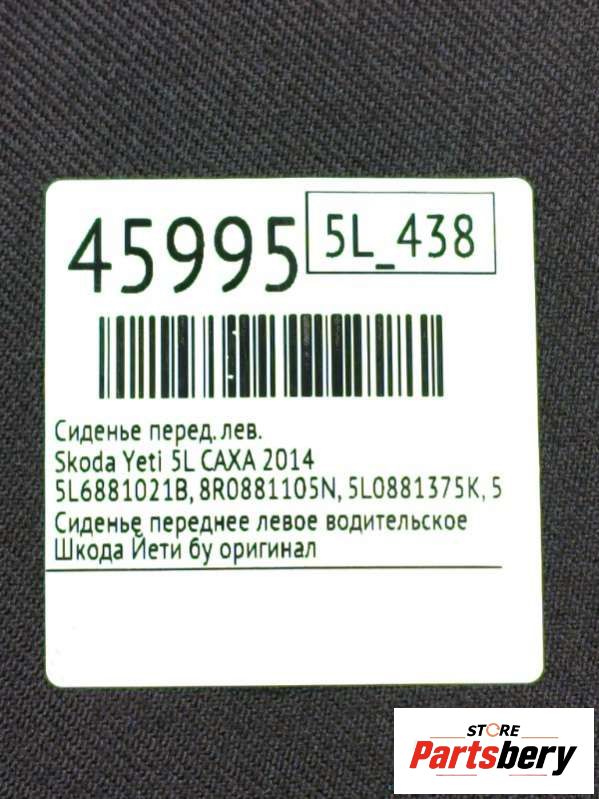 45995
5L_438
Сиденье перед. лев.
Skoda Yeti 5L CAXA 2014
5L6881021B, 8R0881105N, 5L0881375K, 5
Сиденье переднее левое водительское
Шкода Йети бу оригинал
STORE
Partsbery